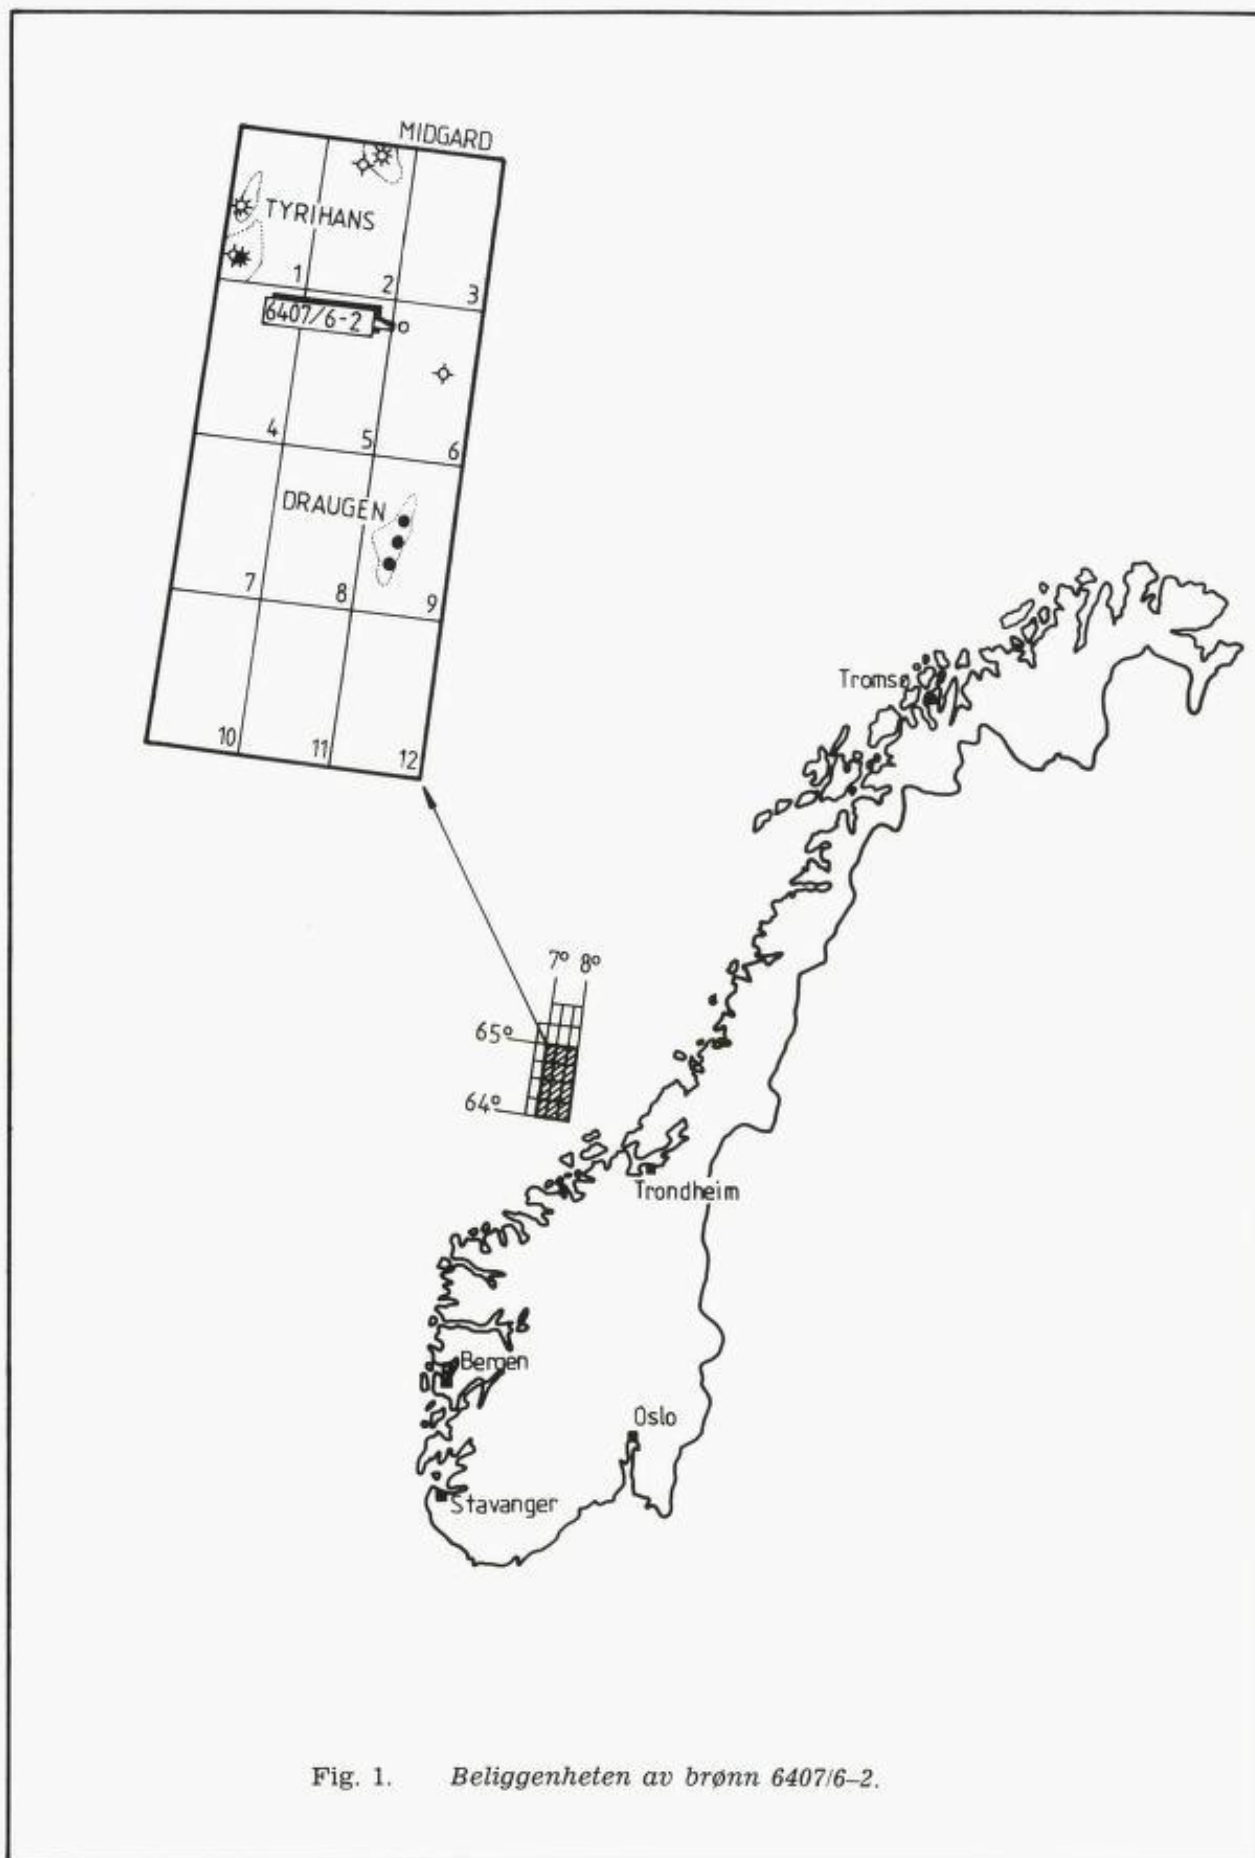 MIDGARD
TYRIHANS
1
2
3
6407/6-2
4
5
6
DRAUGEN
7
8
9
10
11
12
Tromsø
7° 8°
65°
64°
Trondheim
Bergen
Oslo
Stavanger
Fig. 1. Beliggenheten av brønn 6407/6–2.